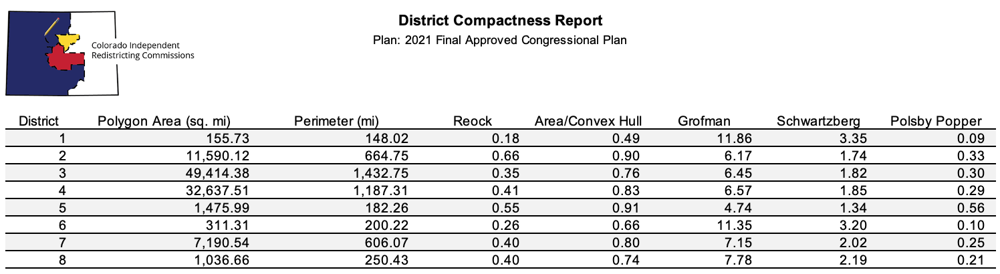 District Compactness Report
Plan: 2021 Final Approved Congressional Plan
Colorado Independent
Redistricting Commissions
District Polygon Area (sq. mi) Perimeter (mi) Reock Area/Convex Hull Grofman Schwartzberg Polsby Popper
1 155.73 148.02 0.18 0.49 11.86 3.35 0.09
2 11,590.12 664.75 0.66 0.90 6.17 1.74 0.33
3 49,414.38 1,432.75 0.35 0.76 6.45 1.82 0.30
4 32,637.51 1,187.31 0.41 0.83 6.57 1.85 0.29
5 1,475.99 182.26 0.55 0.91 4.74 1.34 0.56
6 311.31 200.22 0.26 0.66 11.35 3.20 0.10
7 7,190.54 606.07 0.40 0.80 7.15 2.02 0.25
8 1,036.66 250.43 0.40 0.74 7.78 2.19 0.21